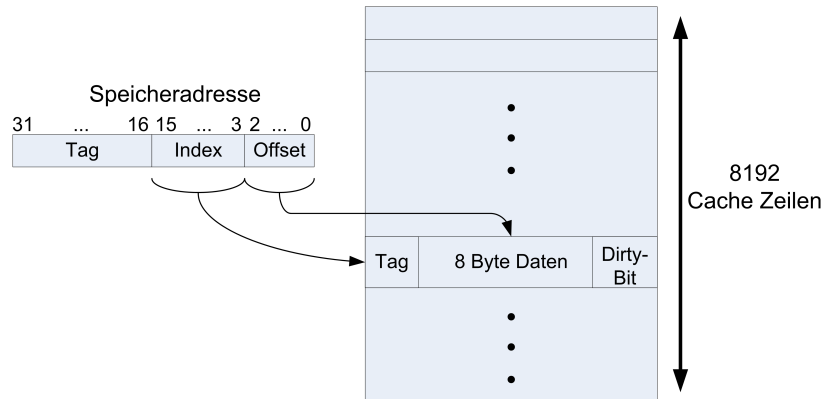 Speicheradresse
31 ... 16 15 ... 3 2 ... 0
Tag Index Offset
8192
Cache Zeilen
Tag 8 Byte Daten Dirty-
Bit